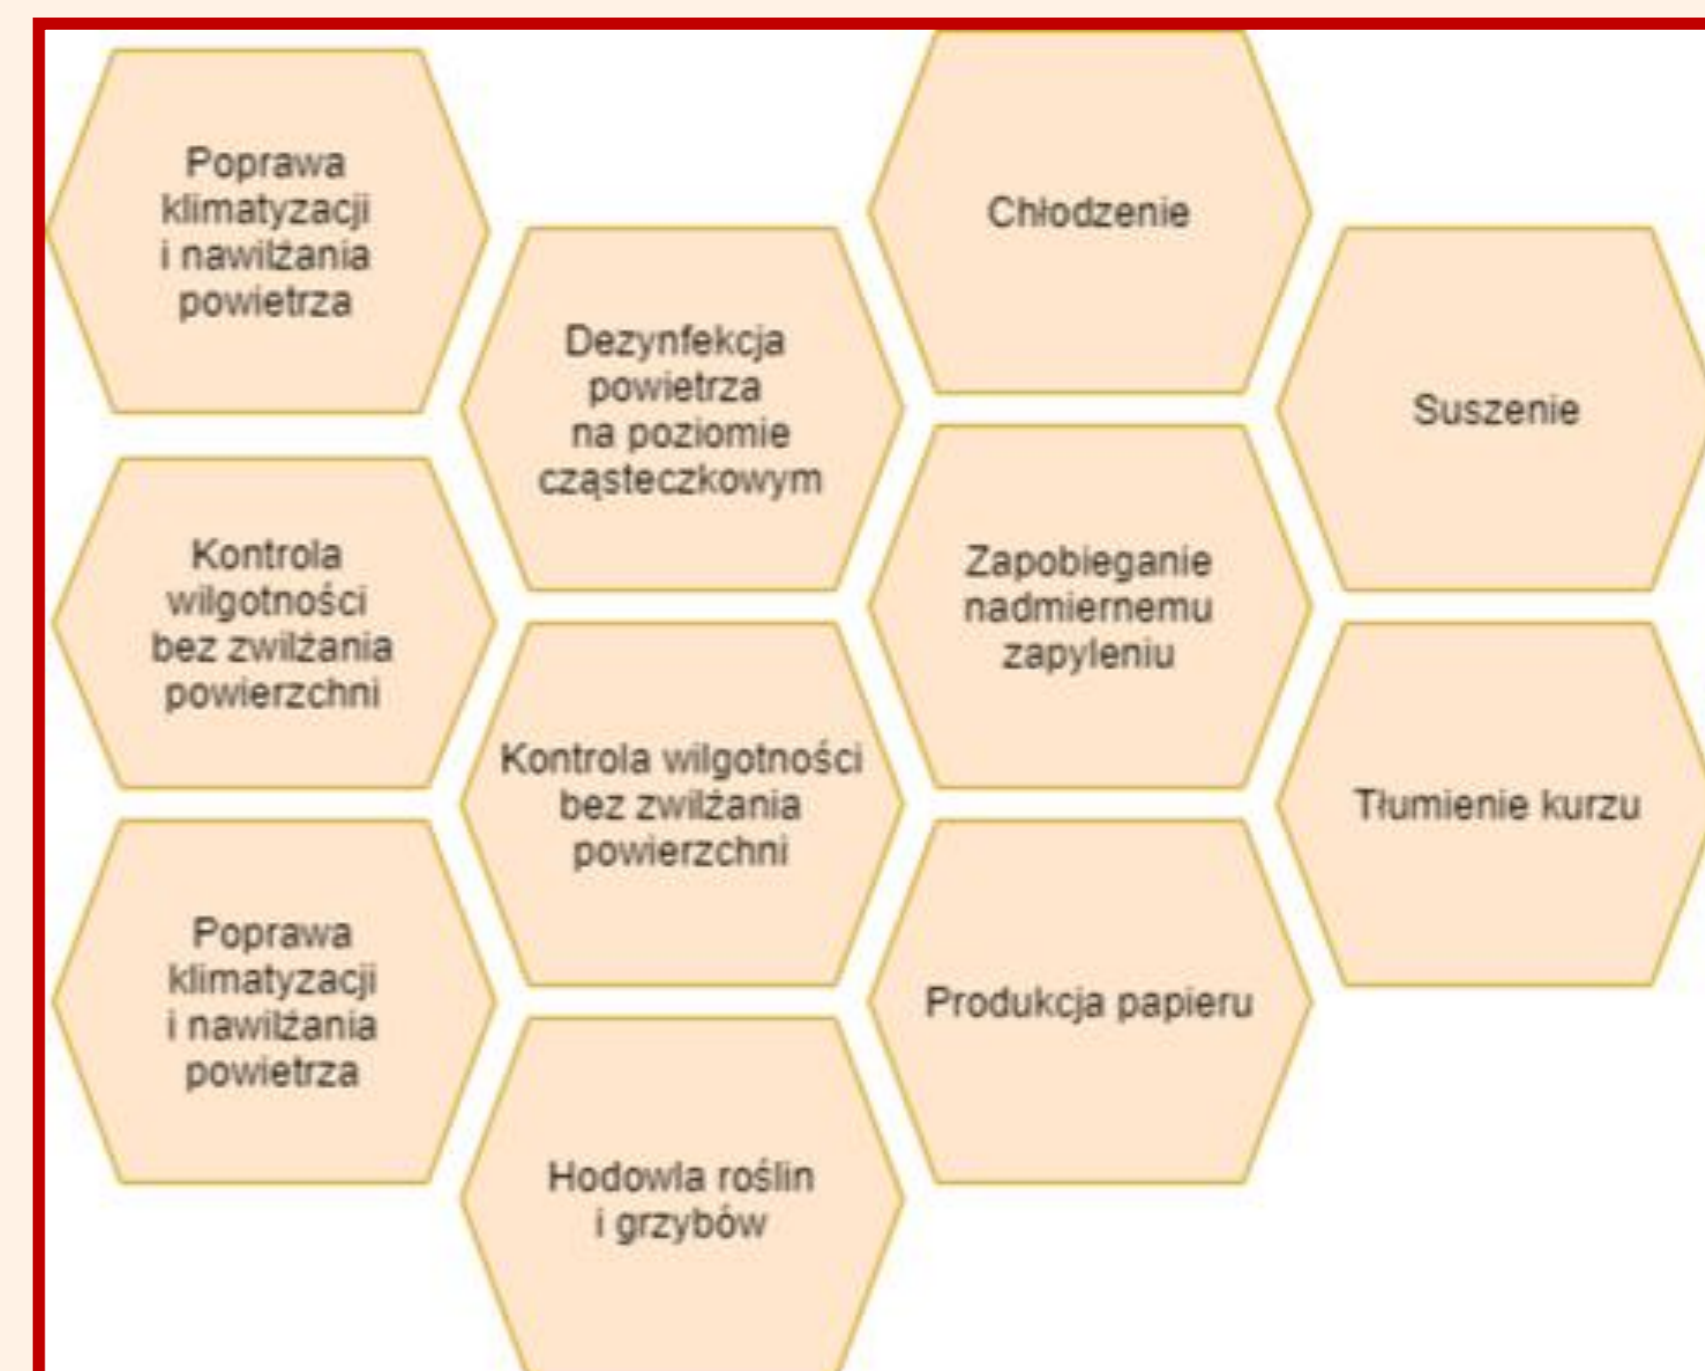 Poprawa
klimatyzacji
i nawilżania
powietrza
Kontrola
wilgotności
bez zwilżania
powierzchni
Poprawa
klimatyzacji
i nawilżania
powietrza
Dezynfekcja
powietrza
na poziomie
cząsteczkowym
Kontrola wilgotności
bez zwilżania
powierzchni
Hodowla roślin
i grzybów
Chłodzenie
Zapobieganie
nadmiernemu
zapyleniu
Produkcja papieru
Suszenie
Tłumienie kurzu